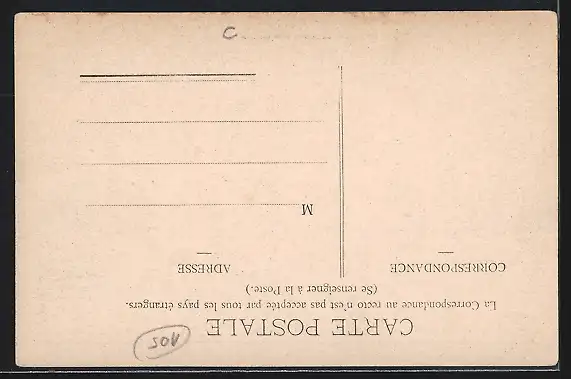 CARTE POSTALE
La Correspondance au recto n'est pas acceptée par tous les pays étrangers.
(Se renseigner à la Poste.)
CORRESPONDANCE
ADRESSE
M